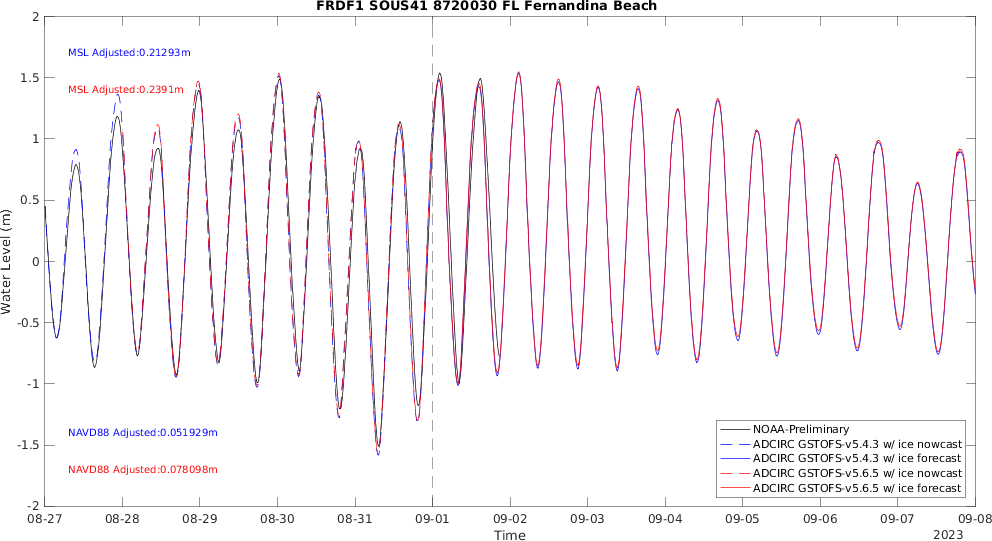 FRDF1 SOUS41 8720030 FL Fernandina Beach
2
1.5
1
0.5
0
-0.5
-1
-1.5
-2
Water Level (m)
MSL Adjusted:0.21293m
MSL Adjusted:0.2391m
NAVD88 Adjusted:0.051929m
NAVD88 Adjusted:0.078098m
NOAA-Preliminary
ADCIRC GSTOFS-v5.4.3 w/ ice nowcast
ADCIRC GSTOFS-v5.4.3 w/ ice forecast
ADCIRC GSTOFS-v5.6.5 w/ ice nowcast
ADCIRC GSTOFS-v5.6.5 w/ ice forecast
08-27 08-28 08-29 08-30 08-31 09-01 09-02 09-03 09-04 09-05 09-06 09-07 09-08
Time
2023